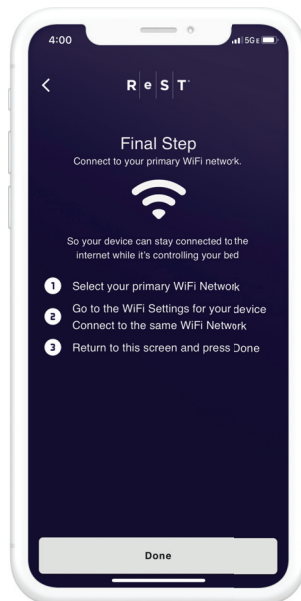 4:00
5G E
R|e|S|T
Final Step
Connect to your primary WiFi network.
So your device can stay connected to the
internet while it's controlling your bed
1 Select your primary WiFi Network
2 Go to the WiFi Settings for your device
Connect to the same WiFi Network
3 Return to this screen and press Done
Done